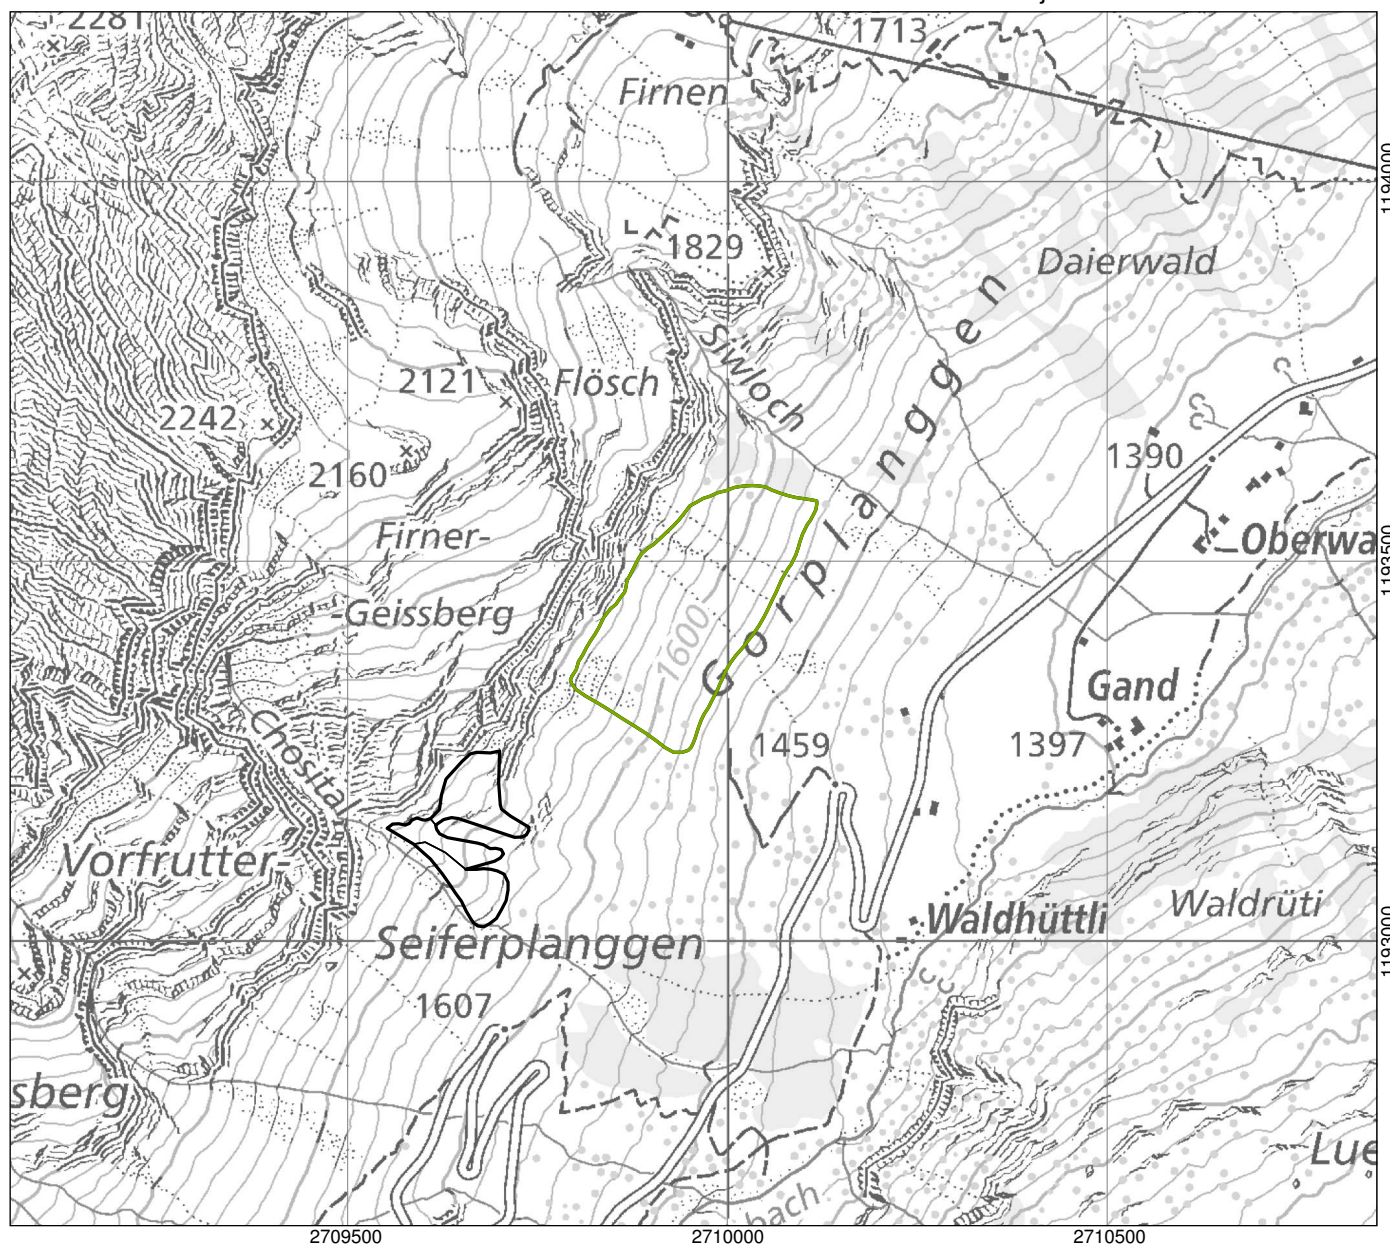 2281
1713
Firnen
1194000
1829
Daierwald
Siwloch
2121
Flösch
2242
Gorplanggen
2160
1390
Firner-
-Geissberg
Oberwa
1193500
1600
Gand
1459
1397
Chosital
Vorfrutter-
Waldrüti
Waldhüttli
Seiferplanggen
1193000
1607
sberg
Lue
bach
2709500
2710000
2710500